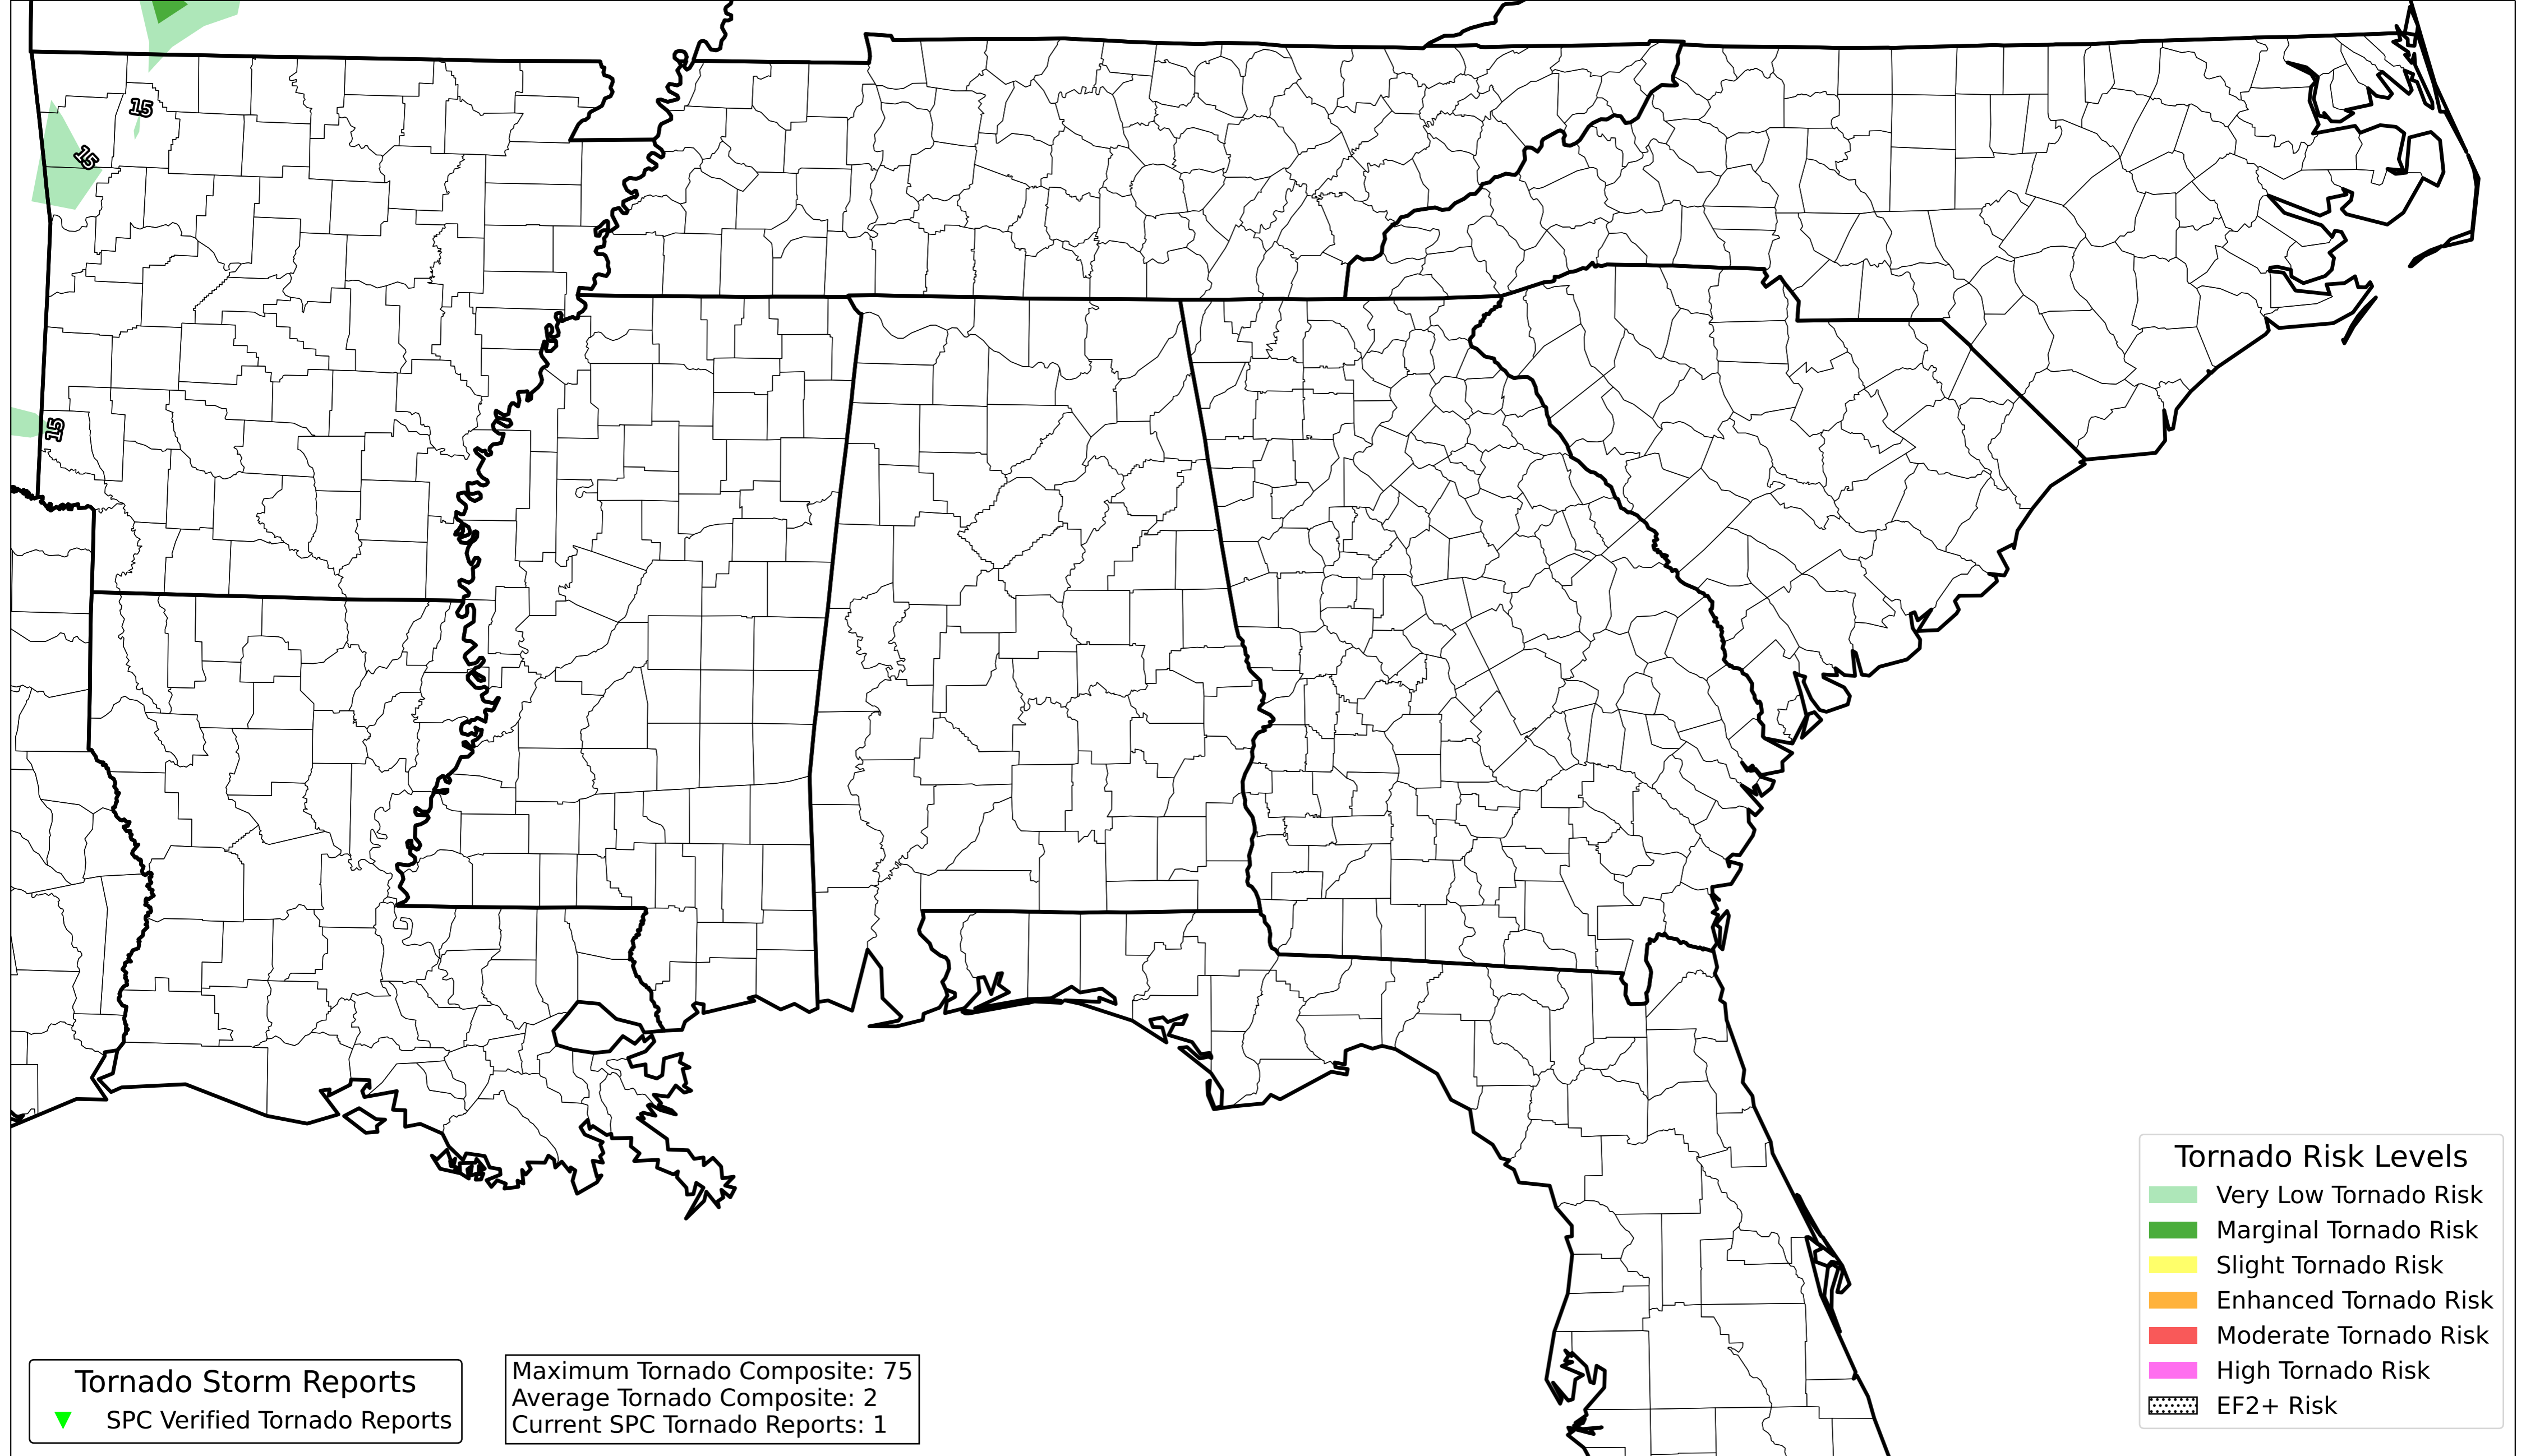 15
15
15
Tornado Risk Levels
Very Low Tornado Risk
Marginal Tornado Risk
Slight Tornado Risk
Enhanced Tornado Risk
Moderate Tornado Risk
High Tornado Risk
EF2+ Risk
Tornado Storm Reports
SPC Verified Tornado Reports
Maximum Tornado Composite: 75
Average Tornado Composite: 2
Current SPC Tornado Reports: 1